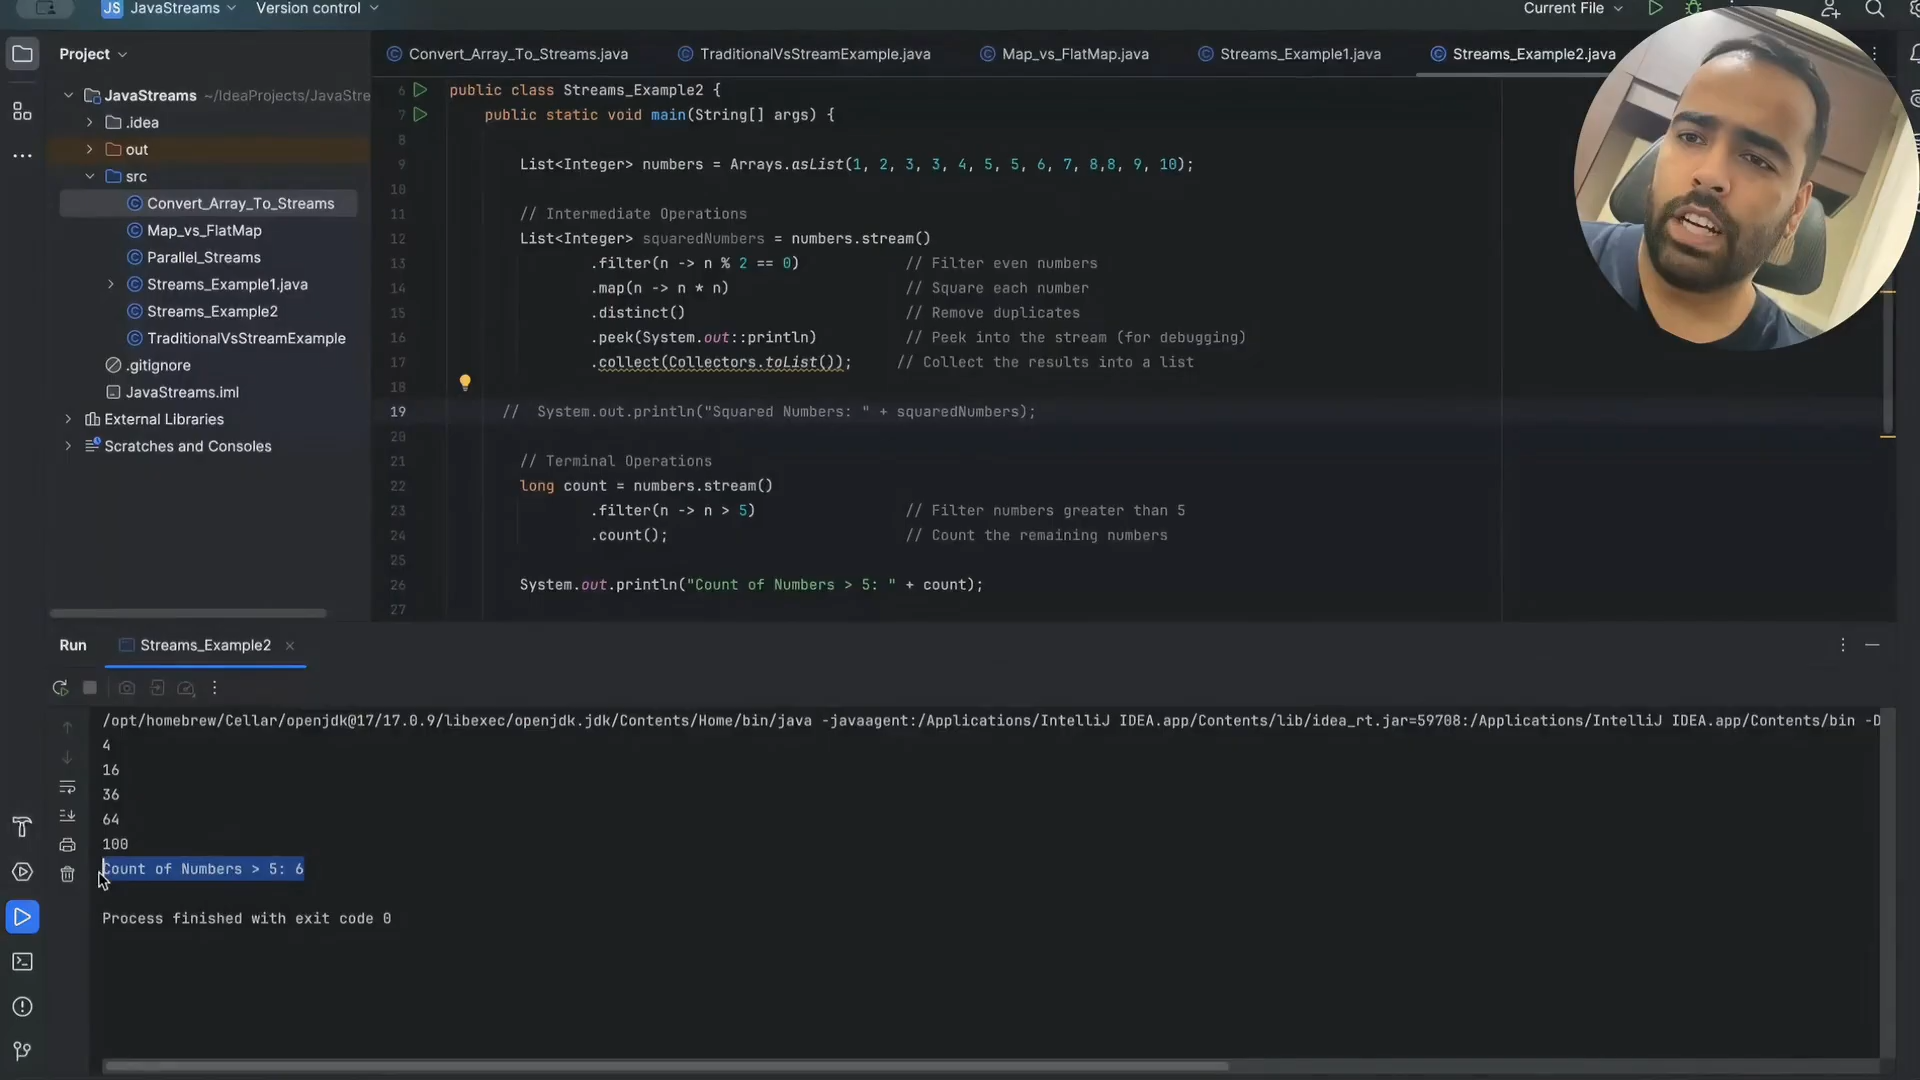 JS JavaStreams Version control Current File
Project
Convert_Array_To_Streams.java TraditionalVsStreamExample.java Map_vs_FlatMap.java Streams_Example1.java Streams_Example2.java
JavaStreams ~/IdeaProjects/JavaStre
.idea
out
src
Convert_Array_To_Streams
Map_vs_FlatMap
Parallel_Streams
Streams_Example1.java
Streams_Example2
TraditionalVsStreamExample
.gitignore
JavaStreams.iml
External Libraries
Scratches and Consoles
6 public class Streams_Example2 {
7 public static void main(String[] args) {
8
9 List<Integer> numbers = Arrays.asList(1, 2, 3, 3, 4, 5, 5, 6, 7, 8,8, 9, 10);
10
11 // Intermediate Operations
12 List<Integer> squaredNumbers = numbers.stream()
13 .filter(n -> n % 2 == 0) // Filter even numbers
14 .map(n -> n * n) // Square each number
15 .distinct() // Remove duplicates
16 .peek(System.out::println) // Peek into the stream (for debugging)
17 .collect(Collectors.toList()); // Collect the results into a list
18
19 // System.out.println("Squared Numbers: " + squaredNumbers);
20
21 // Terminal Operations
22 long count = numbers.stream()
23 .filter(n -> n > 5) // Filter numbers greater than 5
24 .count(); // Count the remaining numbers
25
26 System.out.println("Count of Numbers > 5: " + count);
27
Run Streams_Example2
/opt/homebrew/Cellar/openjdk@17/17.0.9/libexec/openjdk.jdk/Contents/Home/bin/java -javaagent:/Applications/IntelliJ IDEA.app/Contents/lib/idea_rt.jar=59708:/Applications/IntelliJ IDEA.app/Contents/bin -D
4
16
36
64
100
Count of Numbers > 5: 6
Process finished with exit code 0